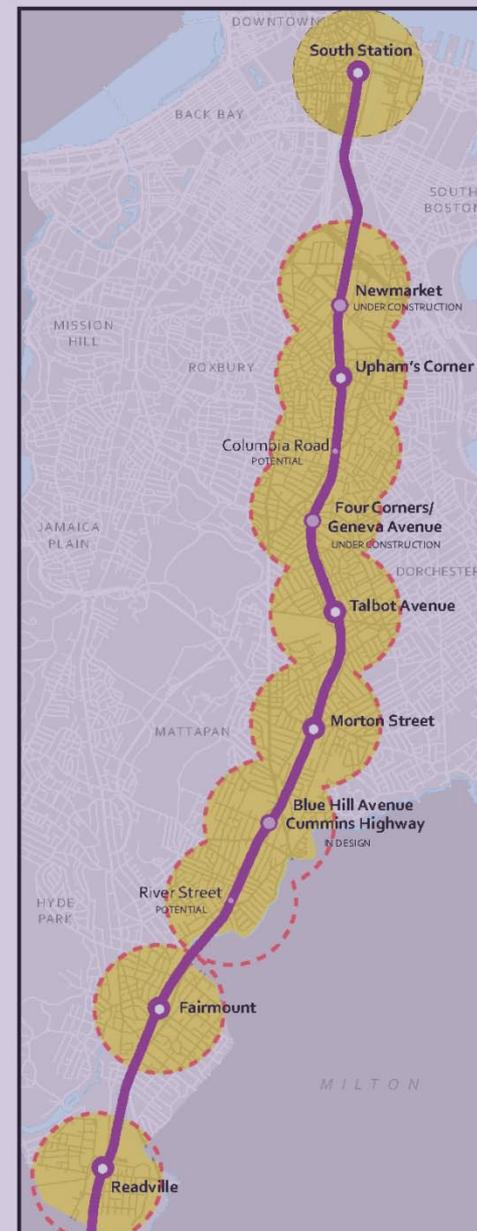 DOWNTOWN
South Station
BACK BAY
SOUTH
BOSTON
Newmarket
UNDER CONSTRUCTION
MISSION
HILL
ROXBURY
Upham's Corner
Columbia Road
POTENTIAL
Four Corners/
Geneva Avenue
UNDER CONSTRUCTION
JAMAICA
PLAIN
DORCHESTER
Talbot Avenue
Morton Street
MATTAPAN
Blue Hill Avenue
Cummins Highway
IN DESIGN
River Street
POTENTIAL
HYDE
PARK
Fairmount
MILTON
Readville